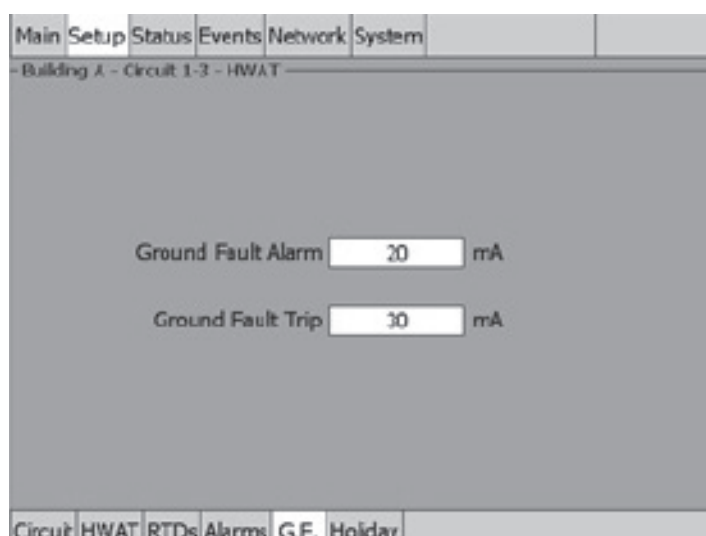 Main Setup Status Events Network System
Building A - Circuit 1-3 - HWAT
Ground Fault Alarm 20 mA
Ground Fault Trip 30 mA
Circuit HWAT RTDs Alarms G.F. Holiday